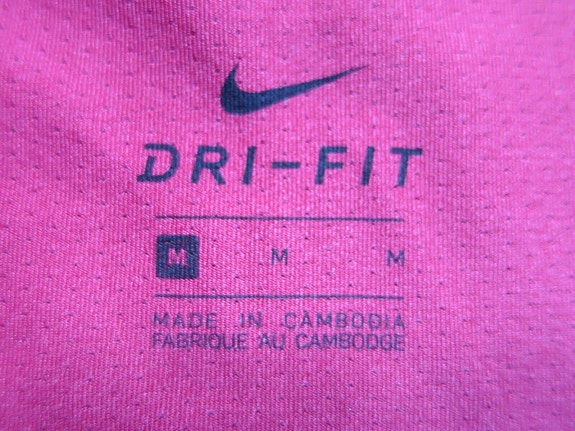 DRI-FIT
M M M
MADE IN CAMBODIA
FABRIQUE AU CAMBODGE